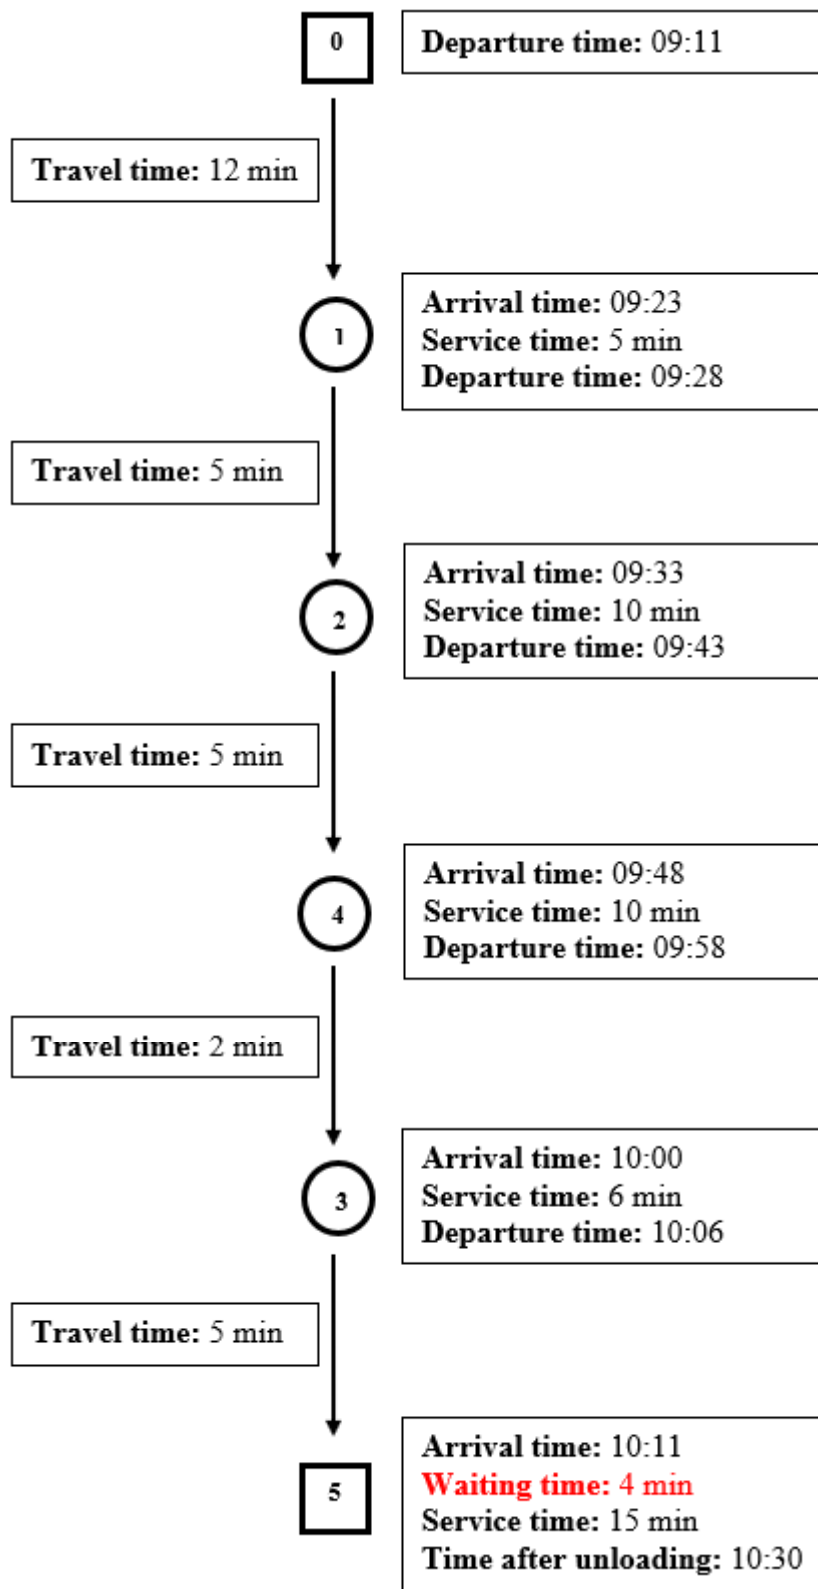 0
Departure time: 09:11
Travel time: 12 min
1
Arrival time: 09:23
Service time: 5 min
Departure time: 09:28
Travel time: 5 min
2
Arrival time: 09:33
Service time: 10 min
Departure time: 09:43
Travel time: 5 min
4
Arrival time: 09:48
Service time: 10 min
Departure time: 09:58
Travel time: 2 min
3
Arrival time: 10:00
Service time: 6 min
Departure time: 10:06
Travel time: 5 min
5
Arrival time: 10:11
Waiting time: 4 min
Service time: 15 min
Time after unloading: 10:30